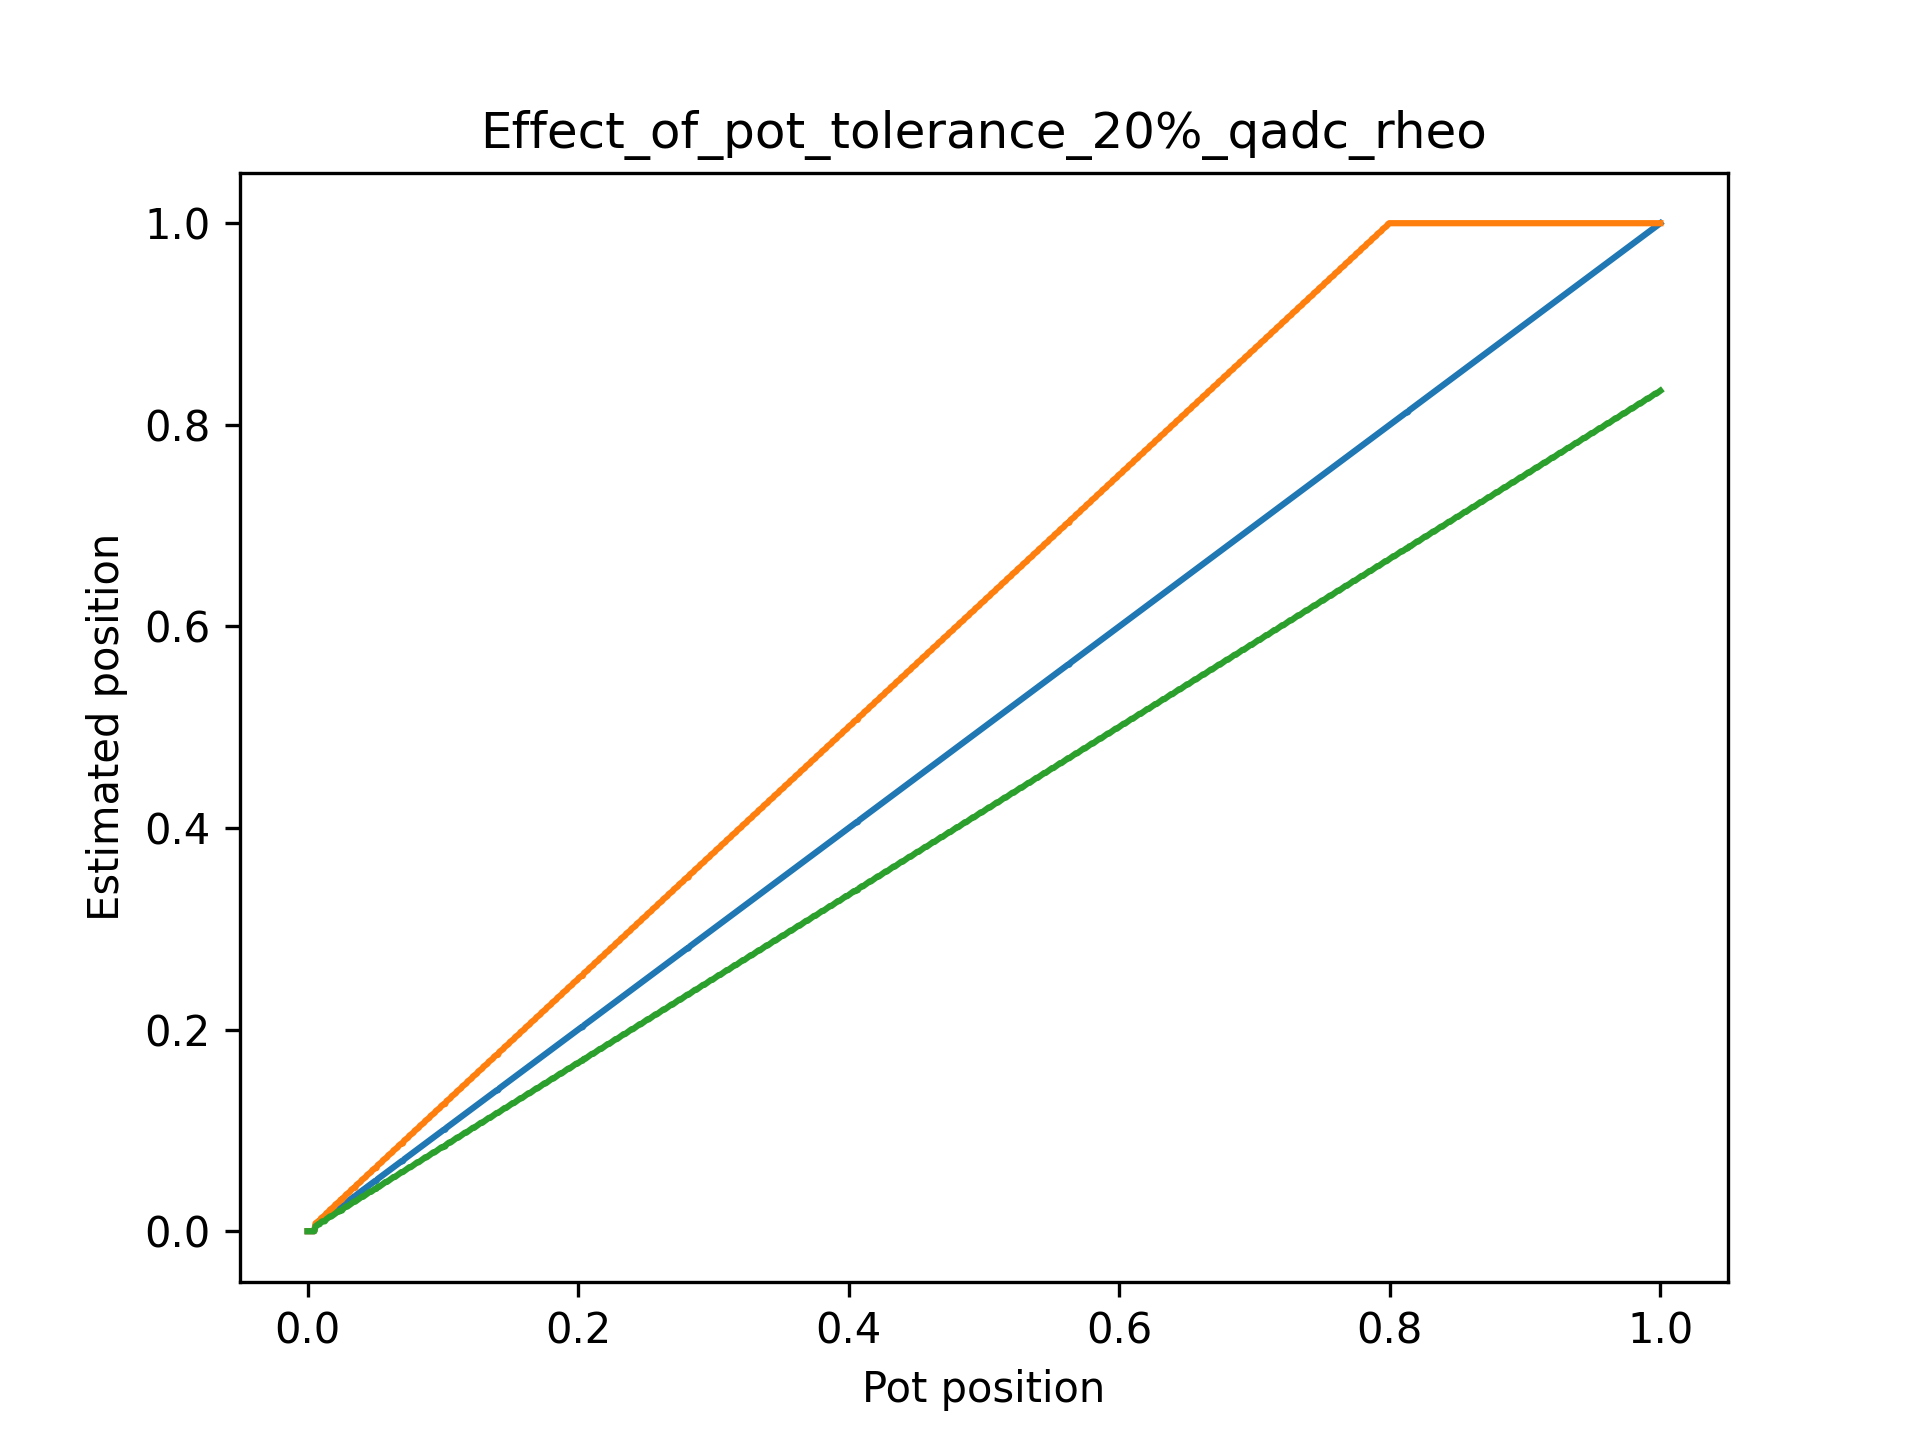 Effect_of_pot_tolerance_20%_qadc_rheo
1.0
0.8
0.6
0.4
0.2
0.0
Estimated position
0.0 0.2 0.4 0.6 0.8 1.0
Pot position